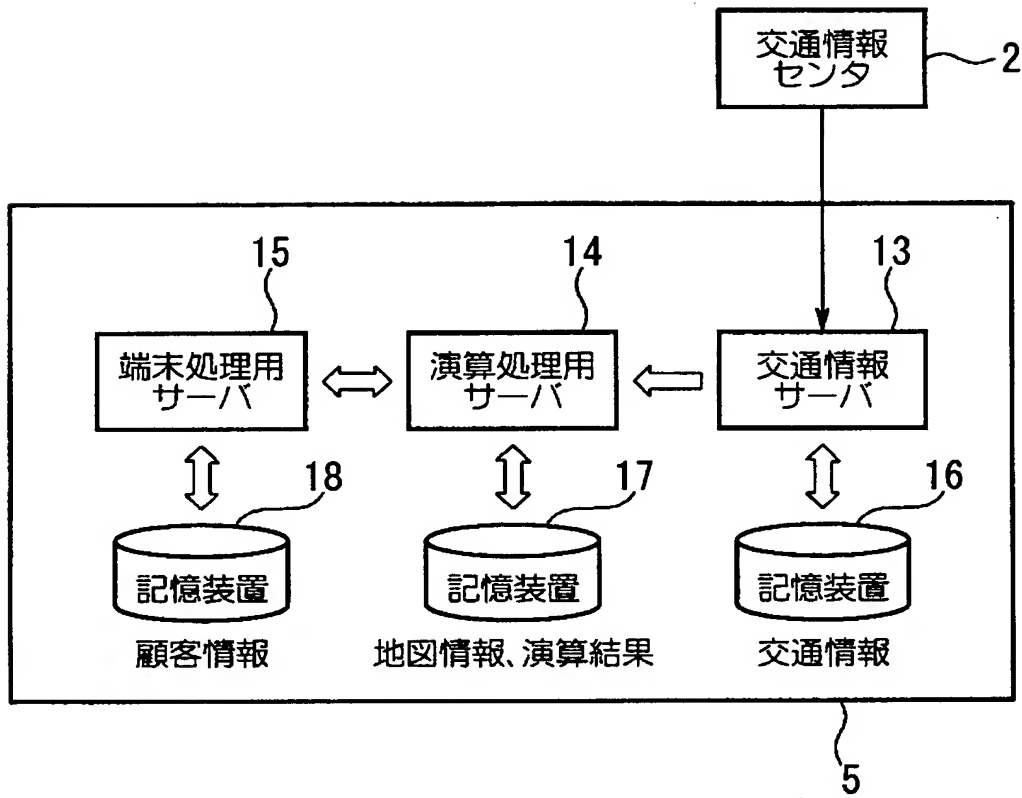 交通情報
センタ
2
15
14
13
端末処理用
サーバ
演算処理用
サーバ
交通情報
サーバ
18
17
16
記憶装置
記憶装置
記憶装置
顧客情報
地図情報、演算結果
交通情報
5